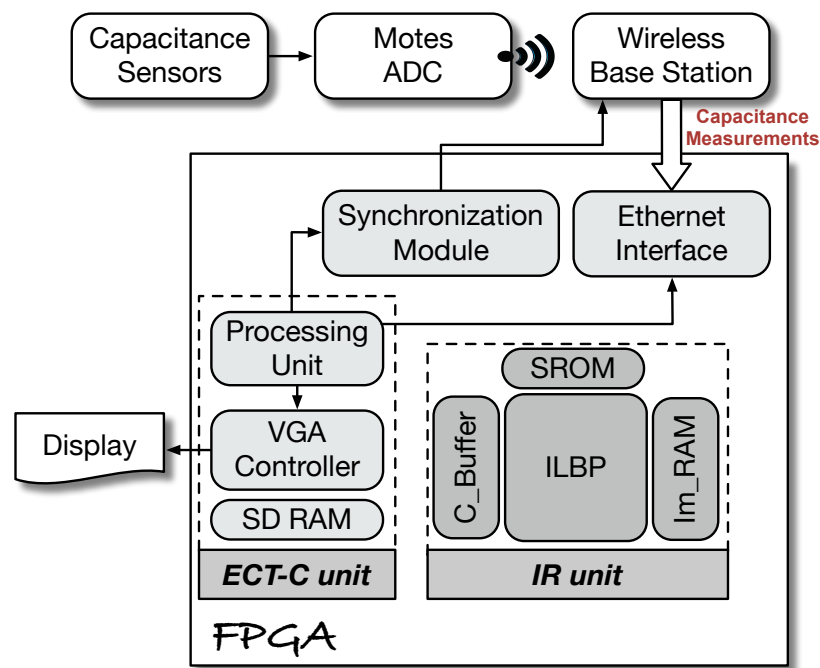 Capacitance
Sensors
Motes
ADC
Wireless
Base Station
Capacitance
Measurements
Synchronization
Module
Ethernet
Interface
Processing
Unit
SROM
C_Buffer
ILBP
Im_RAM
Display
VGA
Controller
SD RAM
ECT-C unit
IR unit
FPGA